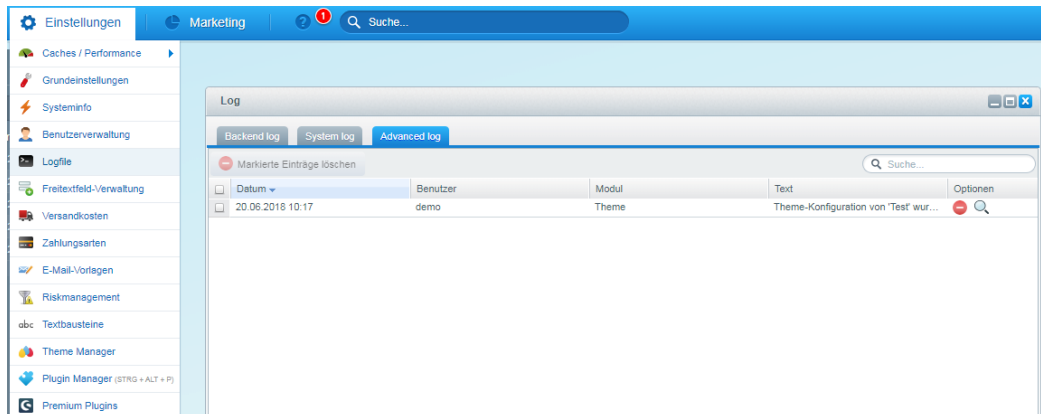 Einstellungen Marketing ? 1 Suche...
Caches / Performance
Grundeinstellungen
Systeminfo
Benutzerverwaltung
Logfile
Freitextfeld-Verwaltung
Versandkosten
Zahlungsarten
E-Mail-Vorlagen
Riskmanagement
abc Textbausteine
Theme Manager
Plugin Manager (STRG + ALT + P)
Premium Plugins
Log
Backend log System log Advanced log
Markierte Einträge löschen Suche...
Datum Benutzer Modul Text Optionen
20.06.2018 10:17 demo Theme Theme-Konfiguration von 'Test' wur...